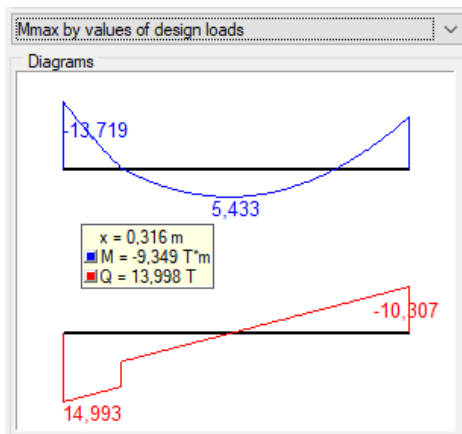 Mmax by values of design loads
Diagrams
-13,719
5,433
x = 0,316 m
M = -9,349 T*m
Q = 13,998 T
-10,307
14,993